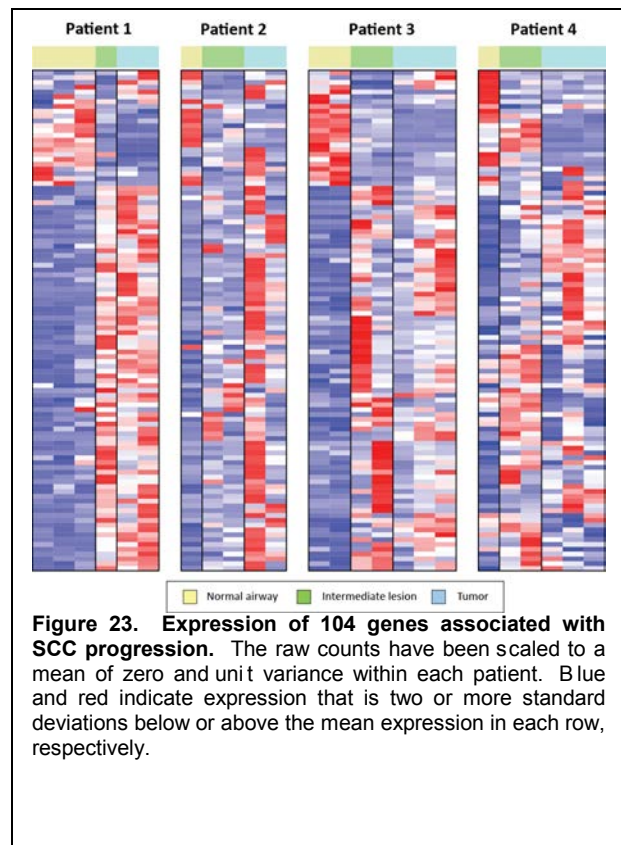 Patient 1 Patient 2 Patient 3 Patient 4
Normal airway Intermediate lesion Tumor
Figure 23. Expression of 104 genes associated with
SCC progression. The raw counts have been scaled to a
mean of zero and unit variance within each patient. Blue
and red indicate expression that is two or more standard
deviations below or above the mean expression in each row,
respectively.